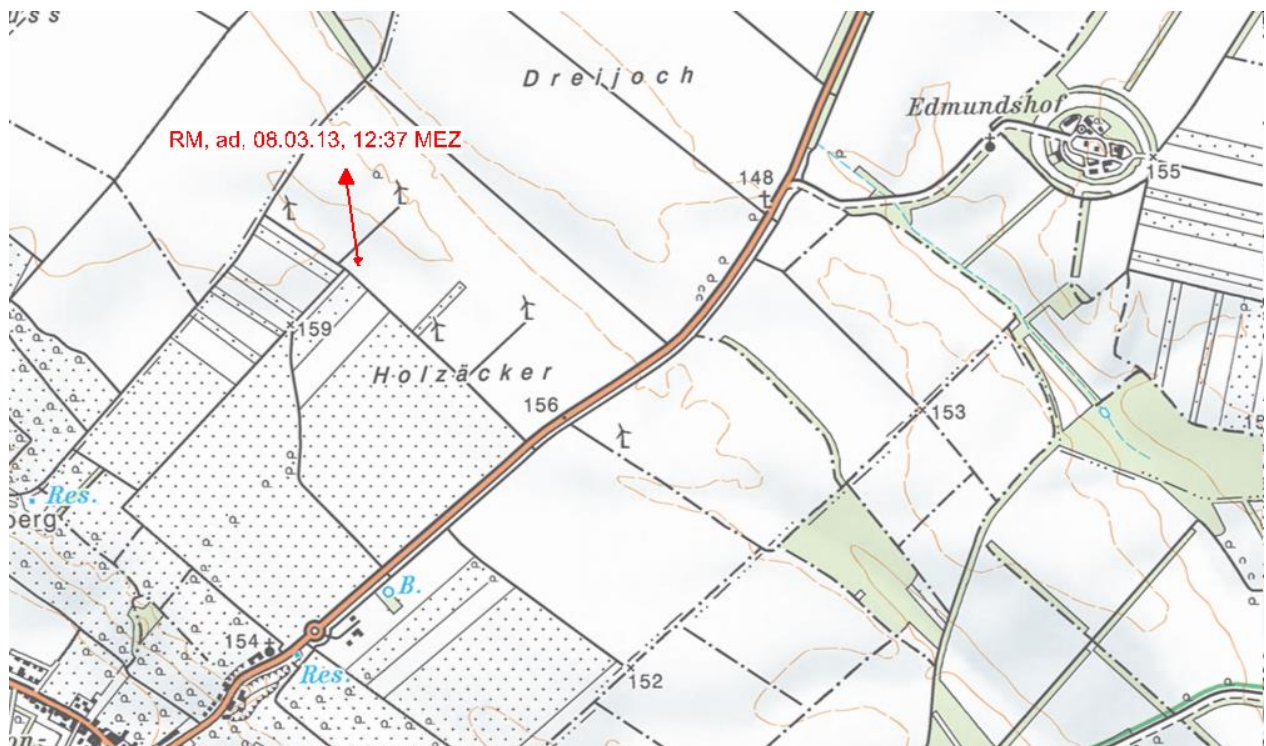 Dreijoch
Edmundshof
RM, ad, 08.03.13, 12:37 MEZ
148
155
159
Holzäcker
156
153
Res.
berg
B.
154
Res.
152